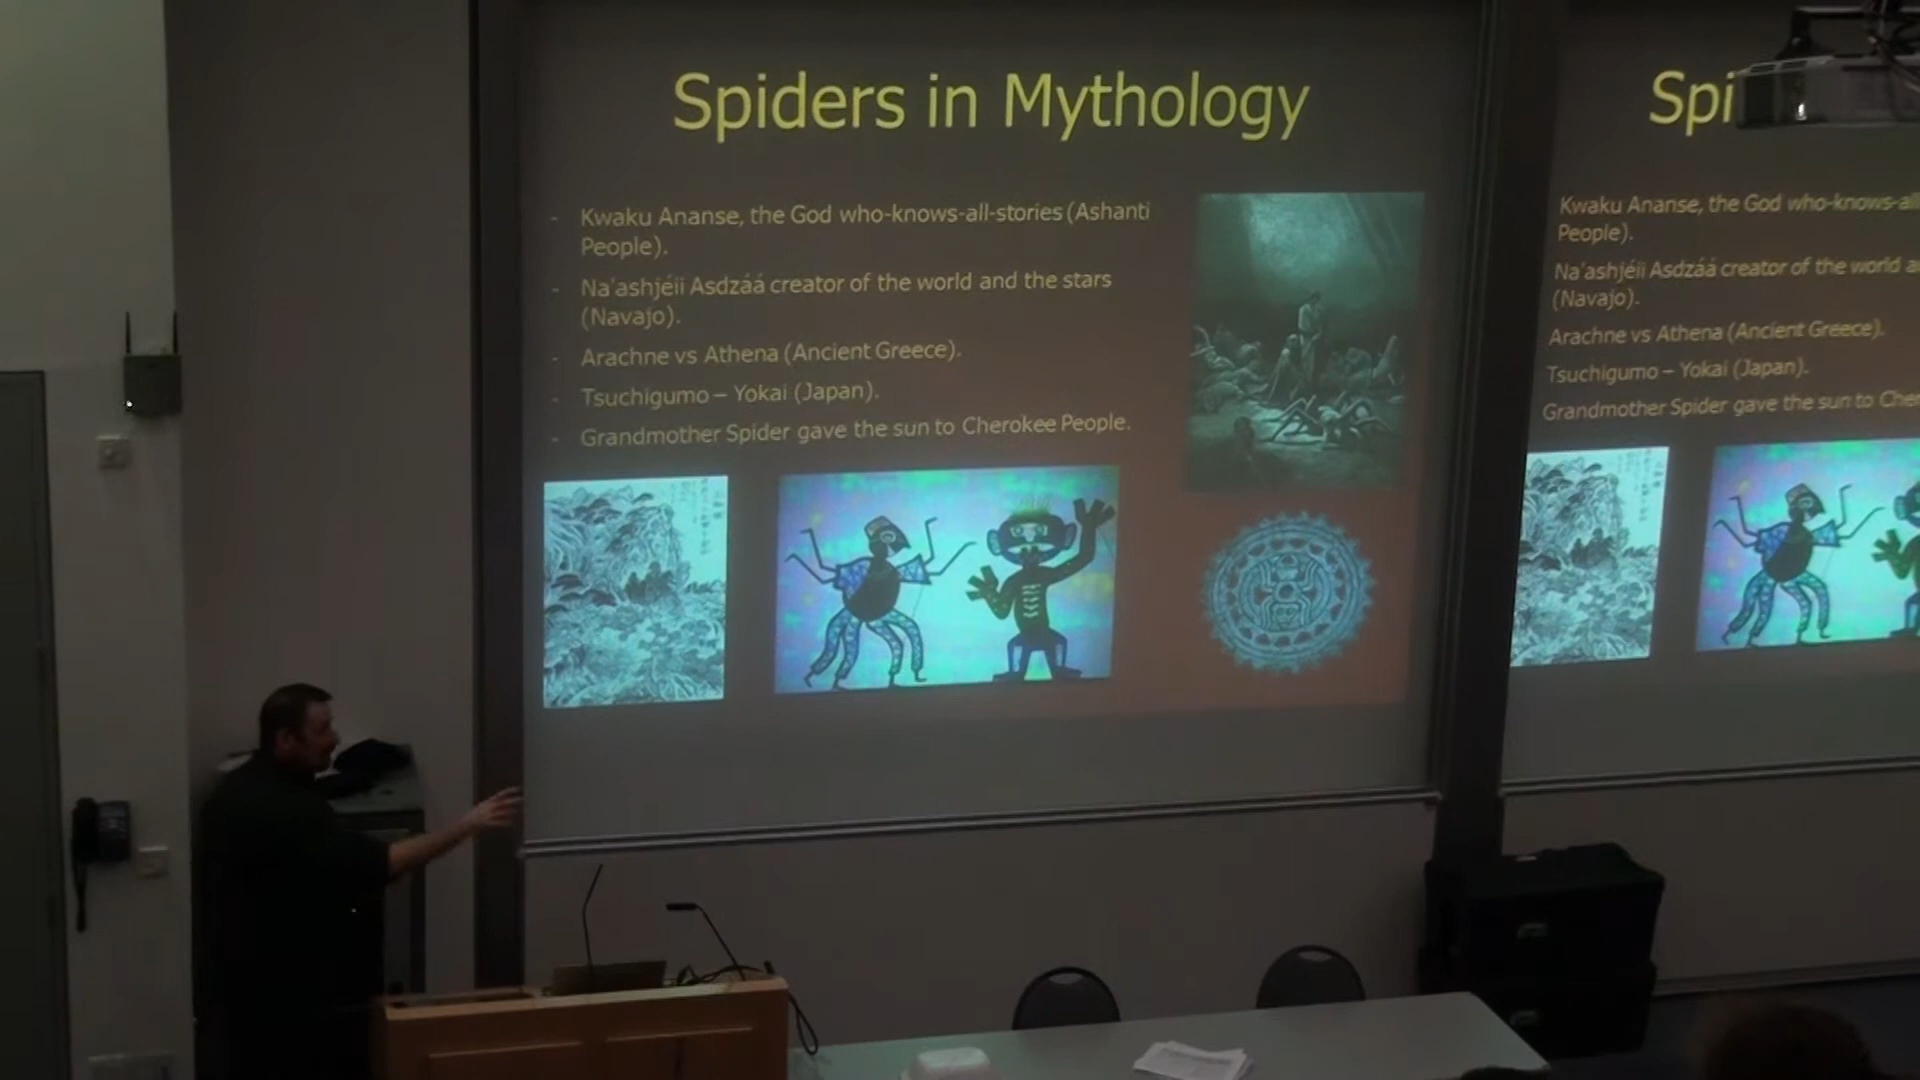 Spiders in Mythology
- Kwaku Ananse, the God who-knows-all-stories (Ashanti
People).
- Na'ashjéii Asdzáá creator of the world and the stars
(Navajo).
- Arachne vs Athena (Ancient Greece).
- Tsuchigumo – Yokai (Japan).
- Grandmother Spider gave the sun to Cherokee People.
Spi
Kwaku Ananse, the God who-knows-all
People).
Na'ashjéii Asdzáá creator of the world a
(Navajo).
Arachne vs Athena (Ancient Greece).
Tsuchigumo – Yokai (Japan).
Grandmother Spider gave the sun to Cher